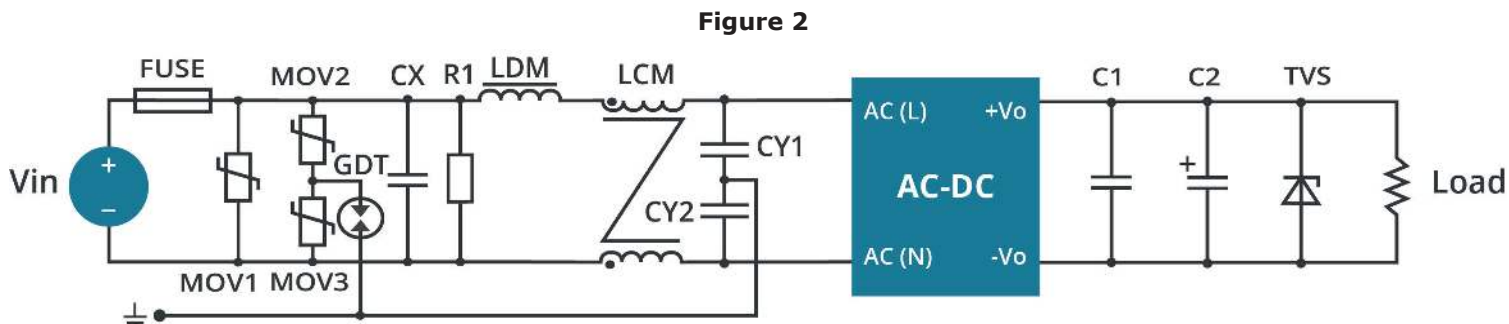 Figure 2
FUSE
MOV2
CX
R1
LDM
LCM
C1
C2
TVS
AC (L)
+Vo
Vin
+
−
GDT
CY1
+
AC-DC
Load
CY2
AC (N)
-Vo
MOV1
MOV3